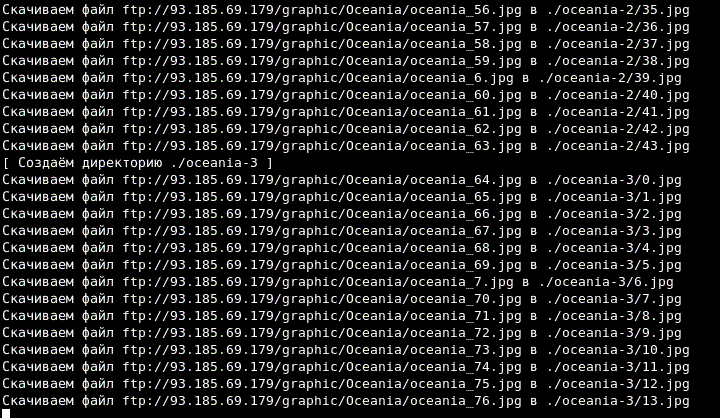 Скачиваем файл ftp://93.185.69.179/graphic/Oceania/oceania_56.jpg в ./oceania-2/35.jpg
Скачиваем файл ftp://93.185.69.179/graphic/Oceania/oceania_57.jpg в ./oceania-2/36.jpg
Скачиваем файл ftp://93.185.69.179/graphic/Oceania/oceania_58.jpg в ./oceania-2/37.jpg
Скачиваем файл ftp://93.185.69.179/graphic/Oceania/oceania_59.jpg в ./oceania-2/38.jpg
Скачиваем файл ftp://93.185.69.179/graphic/Oceania/oceania_6.jpg в ./oceania-2/39.jpg
Скачиваем файл ftp://93.185.69.179/graphic/Oceania/oceania_60.jpg в ./oceania-2/40.jpg
Скачиваем файл ftp://93.185.69.179/graphic/Oceania/oceania_61.jpg в ./oceania-2/41.jpg
Скачиваем файл ftp://93.185.69.179/graphic/Oceania/oceania_62.jpg в ./oceania-2/42.jpg
Скачиваем файл ftp://93.185.69.179/graphic/Oceania/oceania_63.jpg в ./oceania-2/43.jpg
[ Создаём директорию ./oceania-3 ]
Скачиваем файл ftp://93.185.69.179/graphic/Oceania/oceania_64.jpg в ./oceania-3/0.jpg
Скачиваем файл ftp://93.185.69.179/graphic/Oceania/oceania_65.jpg в ./oceania-3/1.jpg
Скачиваем файл ftp://93.185.69.179/graphic/Oceania/oceania_66.jpg в ./oceania-3/2.jpg
Скачиваем файл ftp://93.185.69.179/graphic/Oceania/oceania_67.jpg в ./oceania-3/3.jpg
Скачиваем файл ftp://93.185.69.179/graphic/Oceania/oceania_68.jpg в ./oceania-3/4.jpg
Скачиваем файл ftp://93.185.69.179/graphic/Oceania/oceania_69.jpg в ./oceania-3/5.jpg
Скачиваем файл ftp://93.185.69.179/graphic/Oceania/oceania_7.jpg в ./oceania-3/6.jpg
Скачиваем файл ftp://93.185.69.179/graphic/Oceania/oceania_70.jpg в ./oceania-3/7.jpg
Скачиваем файл ftp://93.185.69.179/graphic/Oceania/oceania_71.jpg в ./oceania-3/8.jpg
Скачиваем файл ftp://93.185.69.179/graphic/Oceania/oceania_72.jpg в ./oceania-3/9.jpg
Скачиваем файл ftp://93.185.69.179/graphic/Oceania/oceania_73.jpg в ./oceania-3/10.jpg
Скачиваем файл ftp://93.185.69.179/graphic/Oceania/oceania_74.jpg в ./oceania-3/11.jpg
Скачиваем файл ftp://93.185.69.179/graphic/Oceania/oceania_75.jpg в ./oceania-3/12.jpg
Скачиваем файл ftp://93.185.69.179/graphic/Oceania/oceania_76.jpg в ./oceania-3/13.jpg